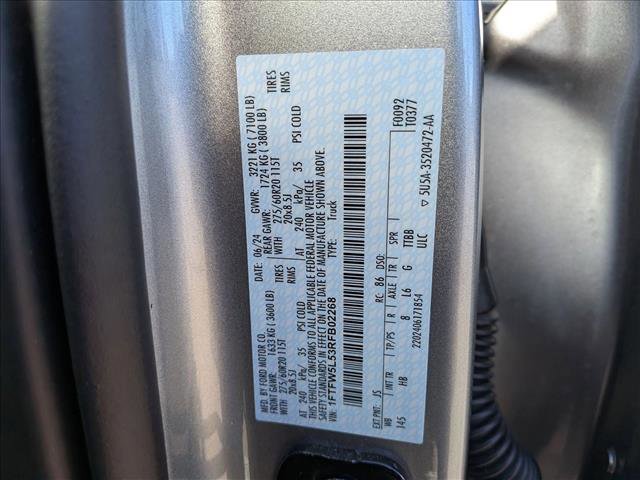 MFD. BY FORD MOTOR CO. DATE: 06/24 GVWR: 3221 KG ( 7100 LB)
FRONT GAWR: 1633 KG ( 3600 LB) REAR GAWR: 1724 KG ( 3800 LB)
WITH 275/60R20 115T TIRES WITH 275/60R20 115T TIRES
20x8.5J RIMS 20x8.5J RIMS
AT 240 kPa/ 35 PSI COLD AT 240 kPa/ 35 PSI COLD
THIS VEHICLE CONFORMS TO ALL APPLICABLE FEDERAL MOTOR VEHICLE
SAFETY STANDARDS IN EFFECT ON THE DATE OF MANUFACTURE SHOWN ABOVE.
VIN: 1FTFW5L53RFB02268 TYPE: Truck
F0092
T0377
EXT PNT: JS RC: 86 DSO:
WB INT TR TP/PS R AXLE TR SPR
145 HB 8 L6 G TTBB
ULC
2202406171854
▽ 5U5A-3520472-AA